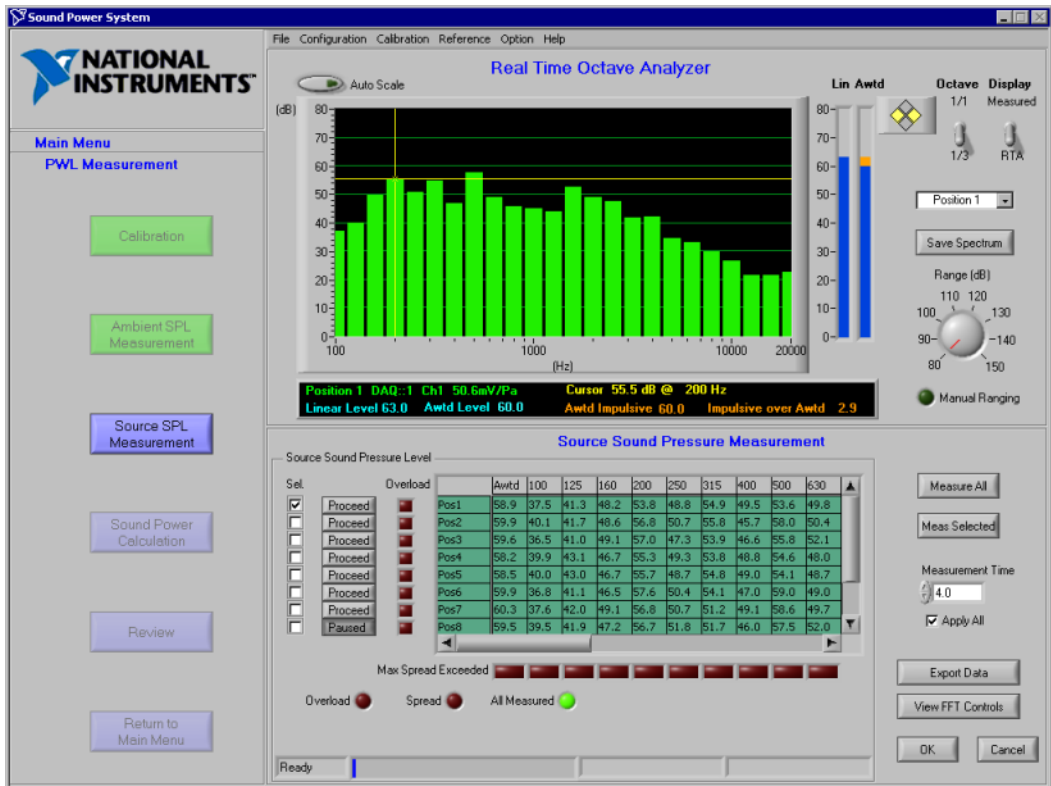 Sound Power System
NATIONAL
INSTRUMENTS™
Main Menu
PWL Measurement
Calibration
Ambient SPL
Measurement
Source SPL
Measurement
Sound Power
Calculation
Review
Return to
Main Menu
File Configuration Calibration Reference Option Help
Real Time Octave Analyzer
Auto Scale
(dB)
80
70
60
50
40
30
20
10
0
100 1000 10000 20000
(Hz)
Lin Awtd
80
70
60
50
40
30
20
10
0
Octave Display
1/1 Measured
1/3 RTA
Position 1
Save Spectrum
Range (dB)
110 120
100 130
90 140
80 150
Manual Ranging
Position 1 DAQ::1 Ch1 50.6mV/Pa Cursor 55.5 dB @ 200 Hz
Linear Level 63.0 Awtd Level 60.0 Awtd Impulsive 60.0 Impulsive over Awtd 2.9
Source Sound Pressure Measurement
Source Sound Pressure Level
Sel. Overload Awtd 100 125 160 200 250 315 400 500 630
Proceed Pos1 58.9 37.5 41.3 48.2 53.8 48.8 54.9 49.5 53.6 49.8
Proceed Pos2 59.9 40.1 41.7 48.6 56.8 50.7 55.8 45.7 58.0 50.4
Proceed Pos3 59.6 36.5 41.0 49.1 57.0 47.3 53.9 46.6 55.8 52.1
Proceed Pos4 58.2 39.9 43.1 46.7 55.3 49.3 53.8 48.8 54.6 48.0
Proceed Pos5 58.5 40.0 43.0 46.7 55.7 48.7 54.8 49.0 54.1 48.7
Proceed Pos6 59.9 36.8 41.1 46.5 57.6 50.4 54.1 47.0 59.0 49.0
Proceed Pos7 60.3 37.6 42.0 49.1 56.8 50.7 51.2 49.1 58.6 49.7
Paused Pos8 59.5 39.5 41.9 47.2 56.7 51.8 51.7 46.0 57.5 52.0
Max Spread Exceeded
Overload Spread All Measured
Measure All
Meas Selected
Measurement Time
4.0
Apply All
Export Data
View FFT Controls
OK Cancel
Ready